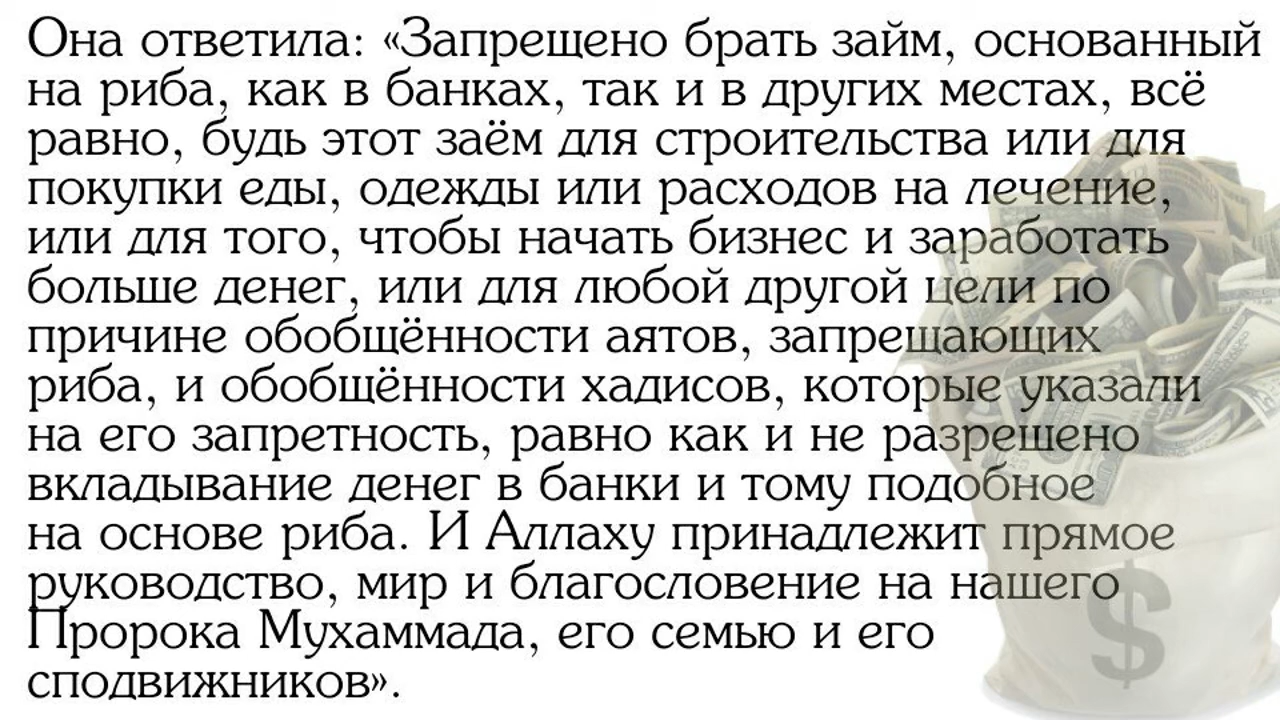 Она ответила: «Запрещено брать займ, основанный
на риба, как в банках, так и в других местах, всё
равно, будь этот заём для строительства или для
покупки еды, одежды или расходов на лечение,
или для того, чтобы начать бизнес и заработать
больше денег, или для любой другой цели по
причине обобщённости аятов, запрещающих
риба, и обобщённости хадисов, которые указали
на его запретность, равно как и не разрешено
вкладывание денег в банки и тому подобное
на основе риба. И Аллаху принадлежит прямое
руководство, мир и благословение на нашего
Пророка Мухаммада, его семью и его
сподвижников».
$